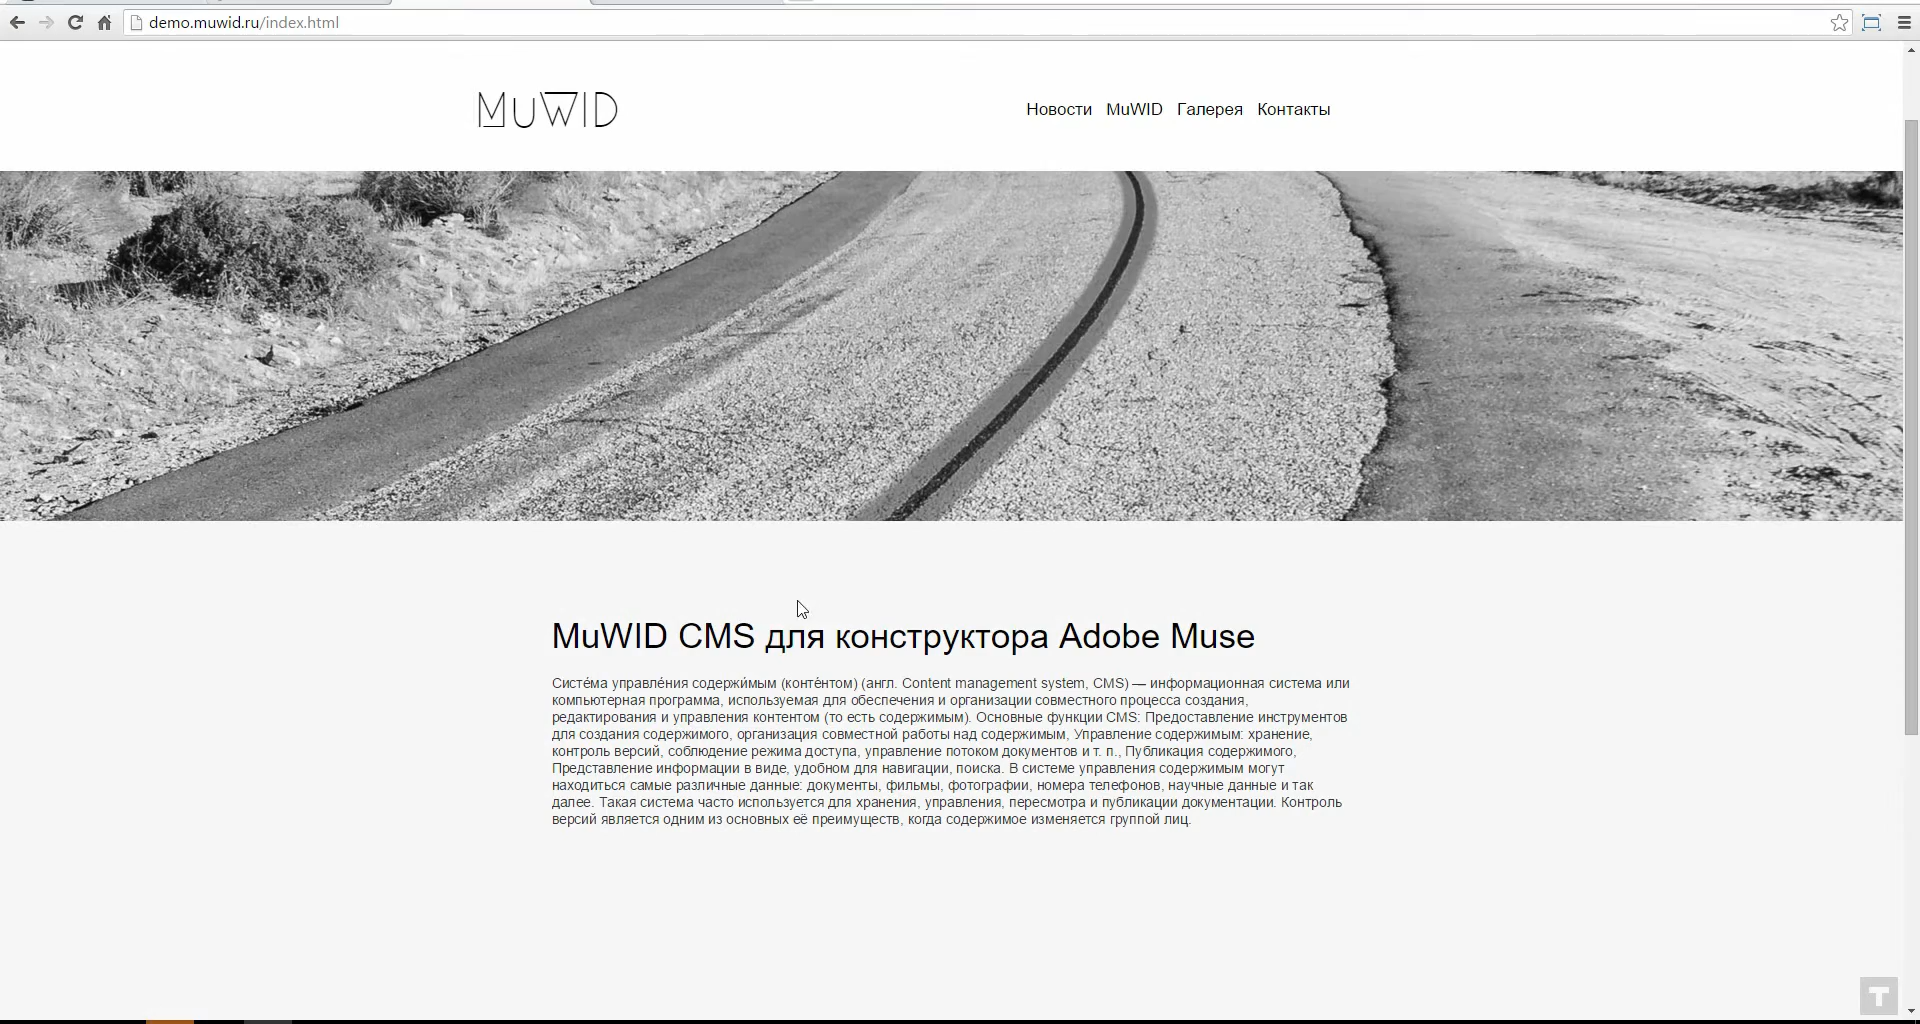 demo.muwid.ru/index.html
MuWID
Новости MuWID Галерея Контакты
MuWID CMS для конструктора Adobe Muse
Систе́ма управле́ния содержи́мым (конте́нтом) (англ. Content management system, CMS) — информационная система или
компьютерная программа, используемая для обеспечения и организации совместного процесса создания,
редактирования и управления контентом (то есть содержимым). Основные функции CMS: Предоставление инструментов
для создания содержимого, организация совместной работы над содержимым, Управление содержимым: хранение,
контроль версий, соблюдение режима доступа, управление потоком документов и т. п., Публикация содержимого,
Представление информации в виде, удобном для навигации, поиска. В системе управления содержимым могут
находиться самые различные данные: документы, фильмы, фотографии, номера телефонов, научные данные и так
далее. Такая система часто используется для хранения, управления, пересмотра и публикации документации. Контроль
версий является одним из основных её преимуществ, когда содержимое изменяется группой лиц.
T